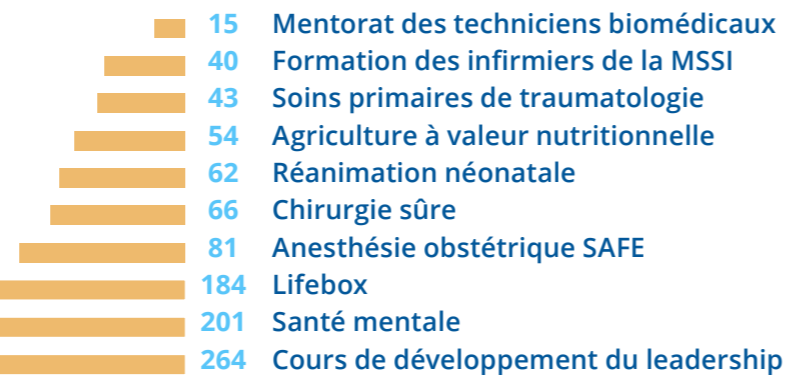 15 Mentorat des techniciens biomédicaux
40 Formation des infirmiers de la MSSI
43 Soins primaires de traumatologie
54 Agriculture à valeur nutritionnelle
62 Réanimation néonatale
66 Chirurgie sûre
81 Anesthésie obstétrique SAFE
184 Lifebox
201 Santé mentale
264 Cours de développement du leadership